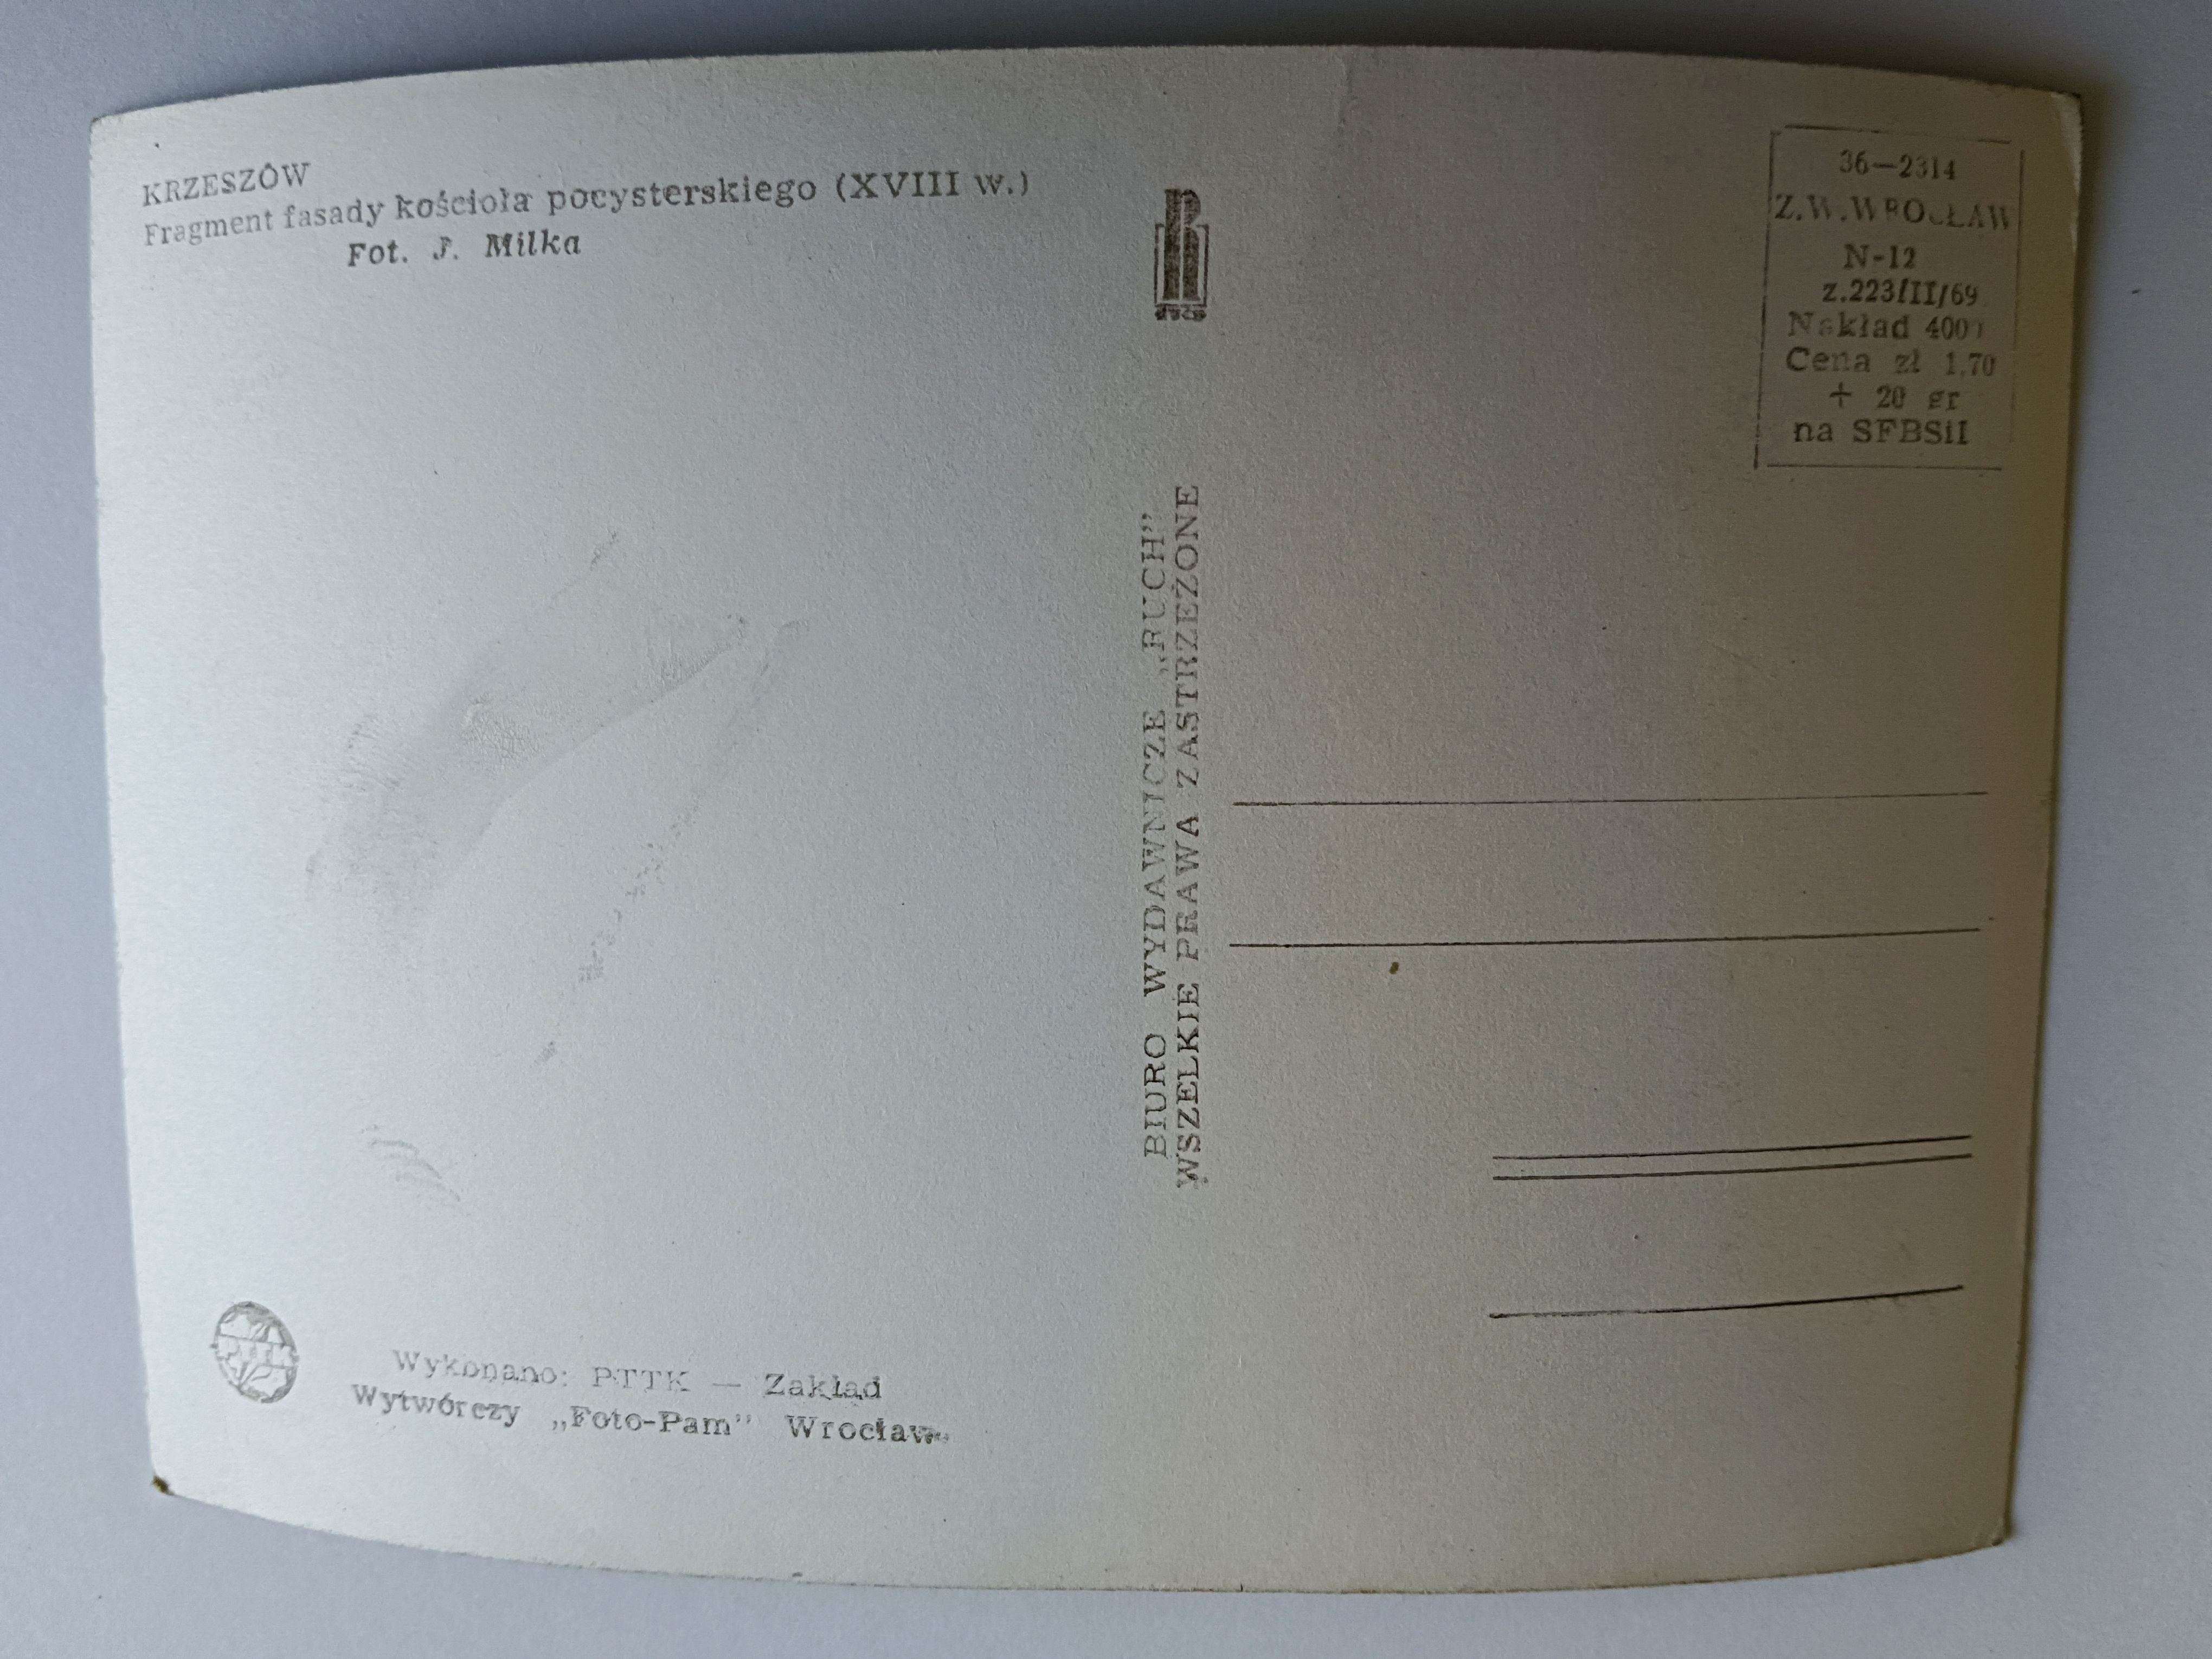 KRZESZÓW
Fragment fasady kościoła pocysterskiego (XVIII w.)
Fot. J. Milka
36—2314
Z.W.WROCŁAW
N-12
z.223/II/69
Nakład 4000
Cena zł 1,70
+ 20 gr
na SFBSiI
BIURO WYDAWNICZE „RUCH”
WSZELKIE PRAWA ZASTRZEŻONE
PTTK
Wykonano: PTTK — Zakład
Wytwórczy „Foto-Pam” Wrocław